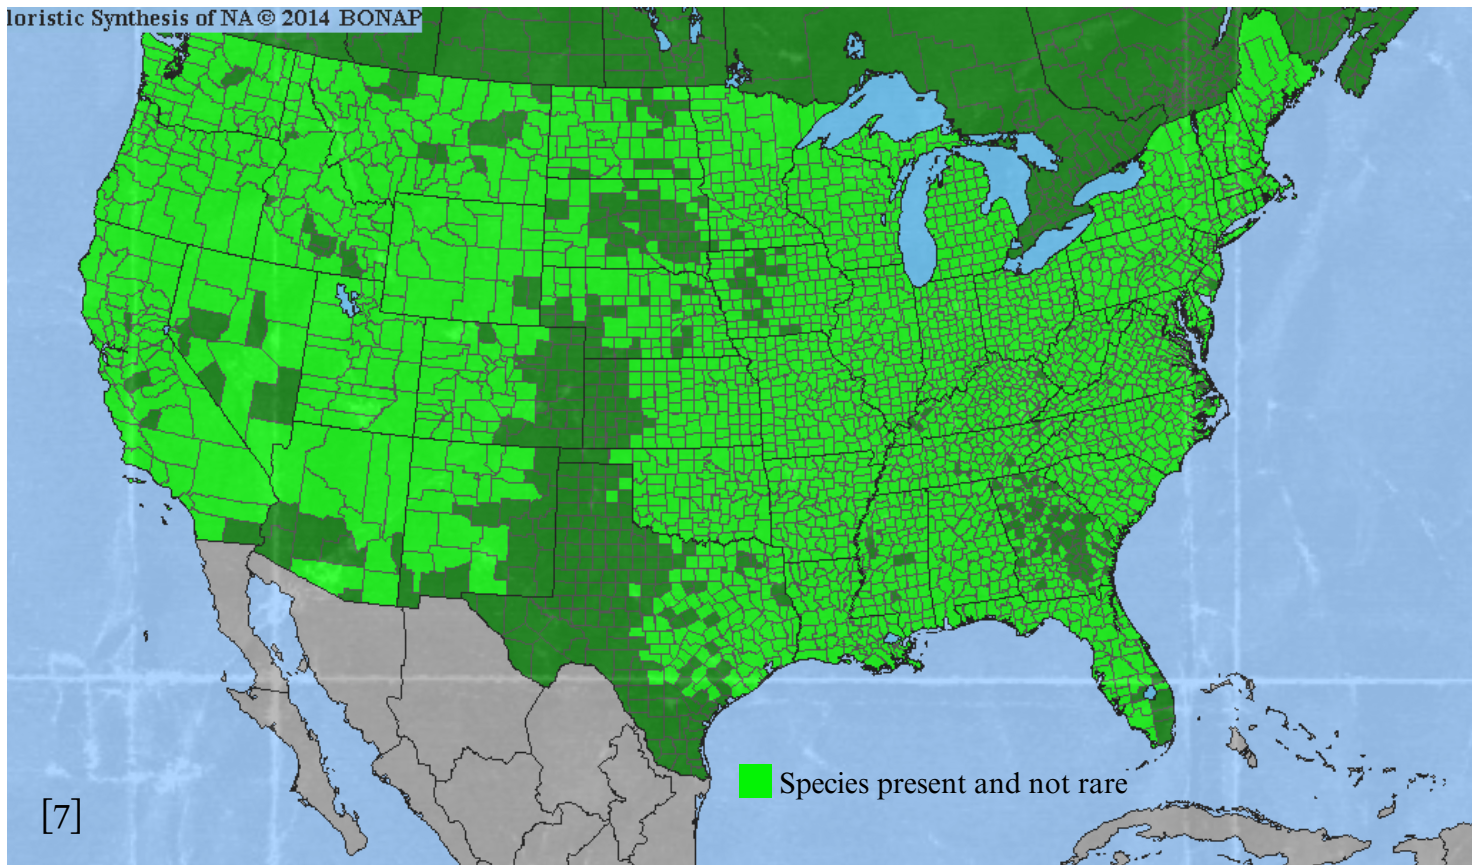 loristic Synthesis of NA © 2014 BONAP
Species present and not rare
[7]